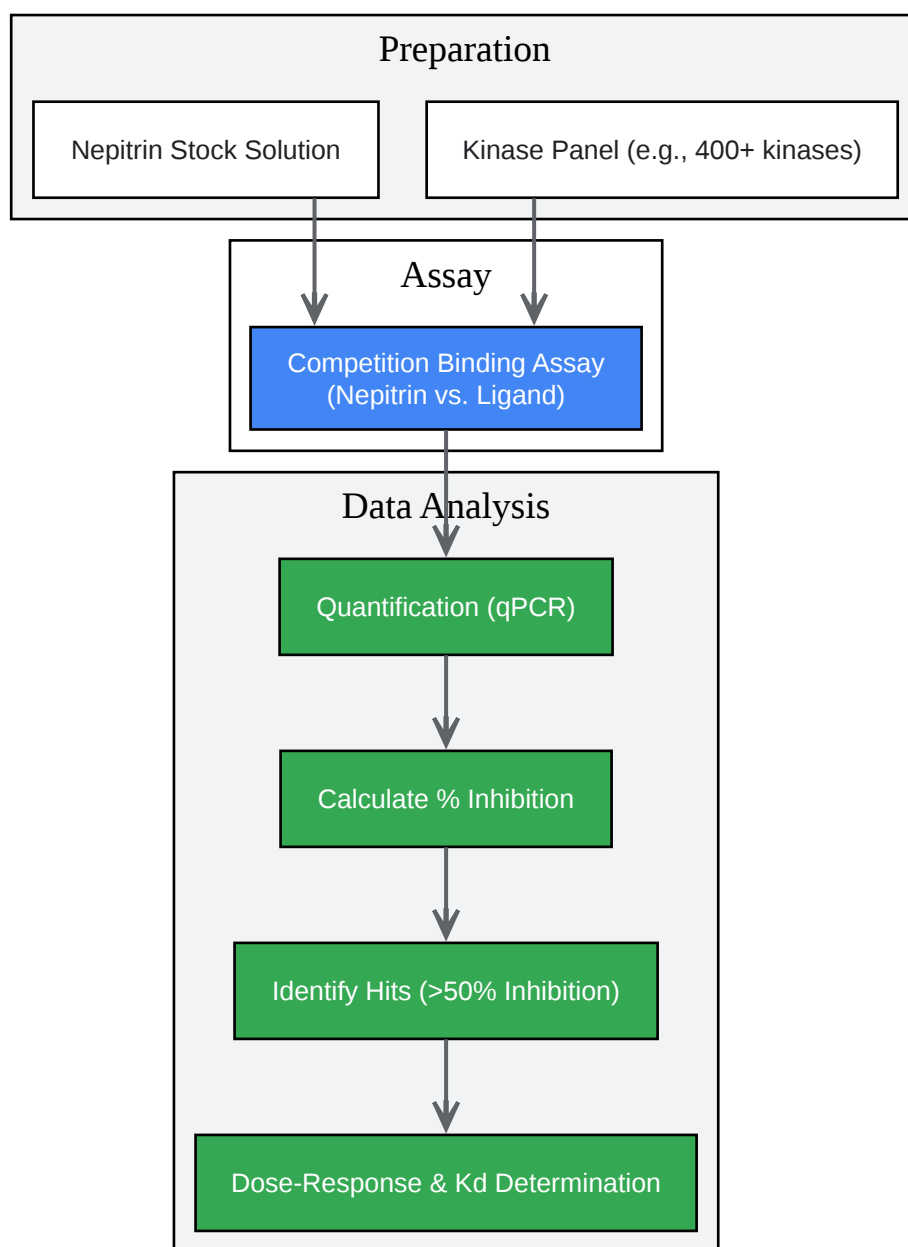 Preparation
Nepitrin Stock Solution
Kinase Panel (e.g., 400+ kinases)
Assay
Competition Binding Assay
(Nepitrin vs. Ligand)
Data Analysis
Quantification (qPCR)
Calculate % Inhibition
Identify Hits (>50% Inhibition)
Dose-Response & Kd Determination